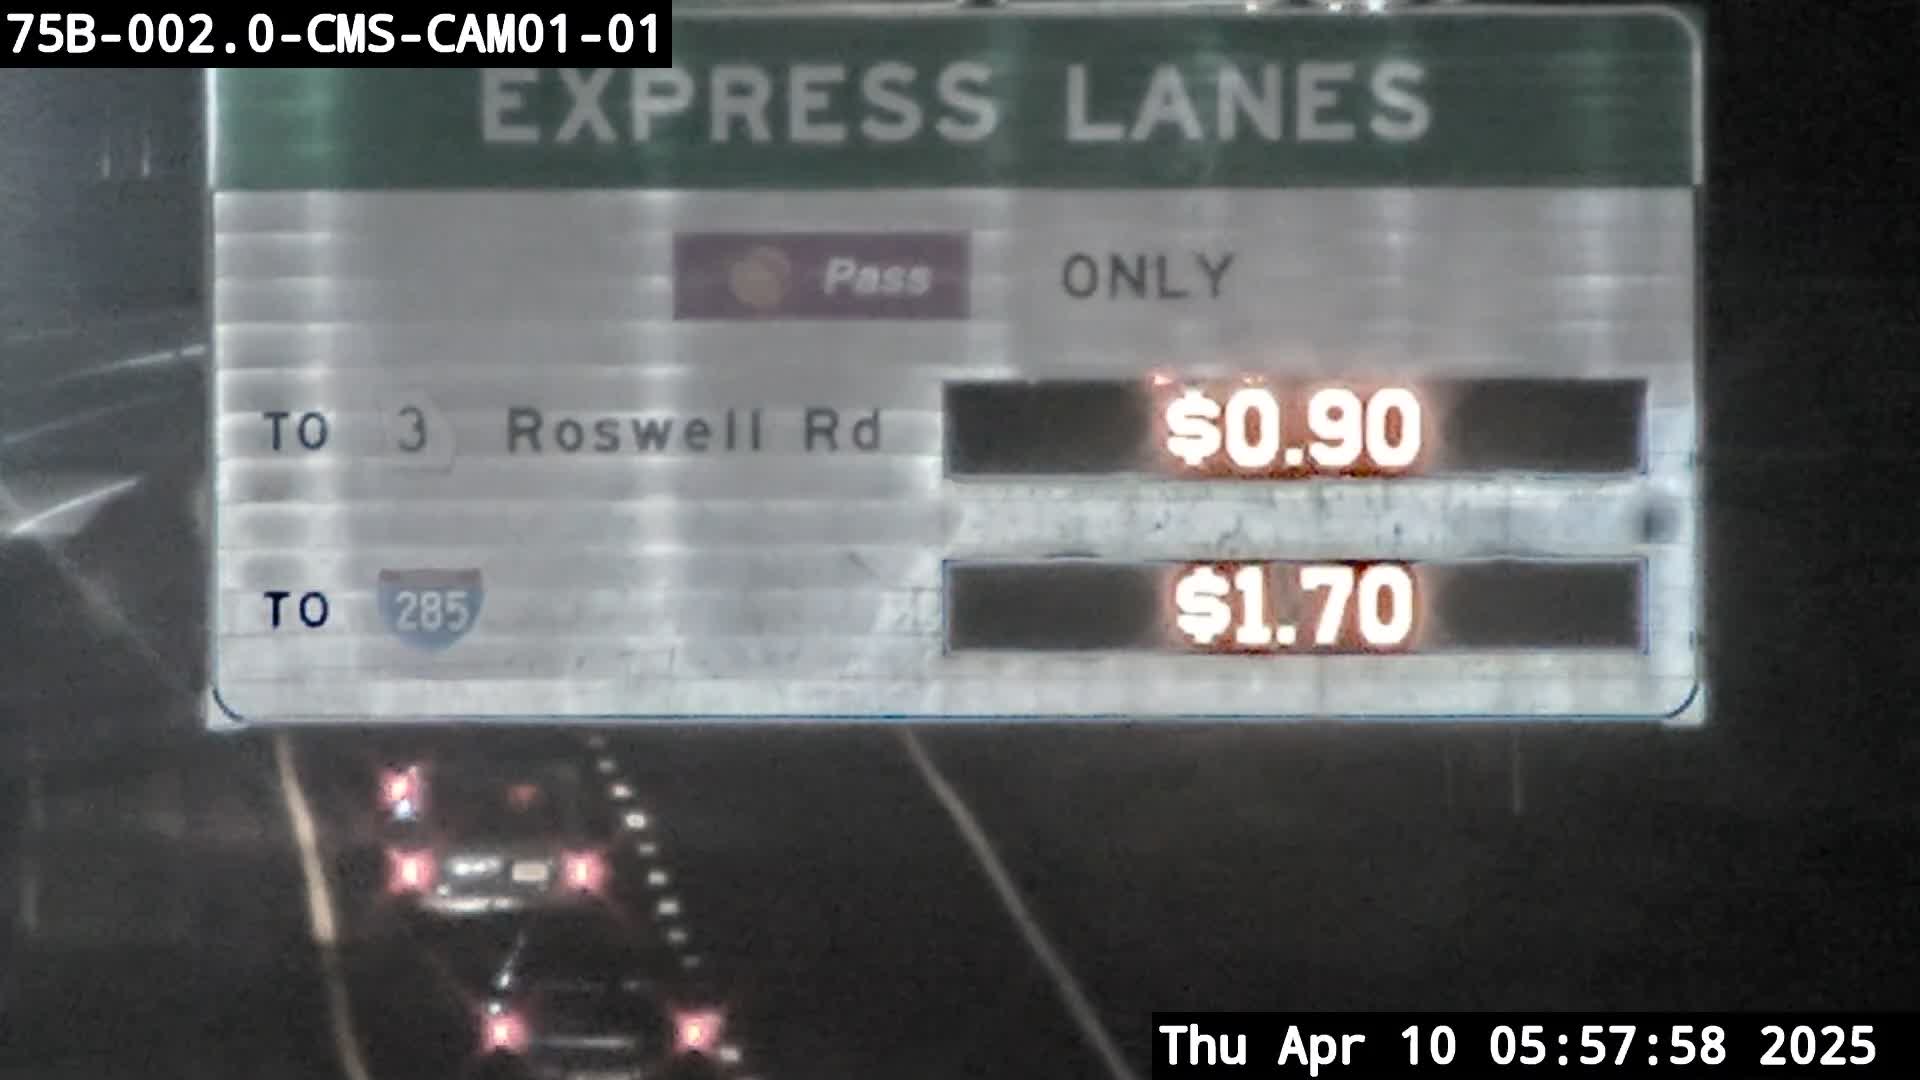 75B-002.0-CMS-CAM01-01
EXPRESS LANES
Pass ONLY
TO 3 Roswell Rd $0.90
TO 285 $1.70
Thu Apr 10 05:57:58 2025